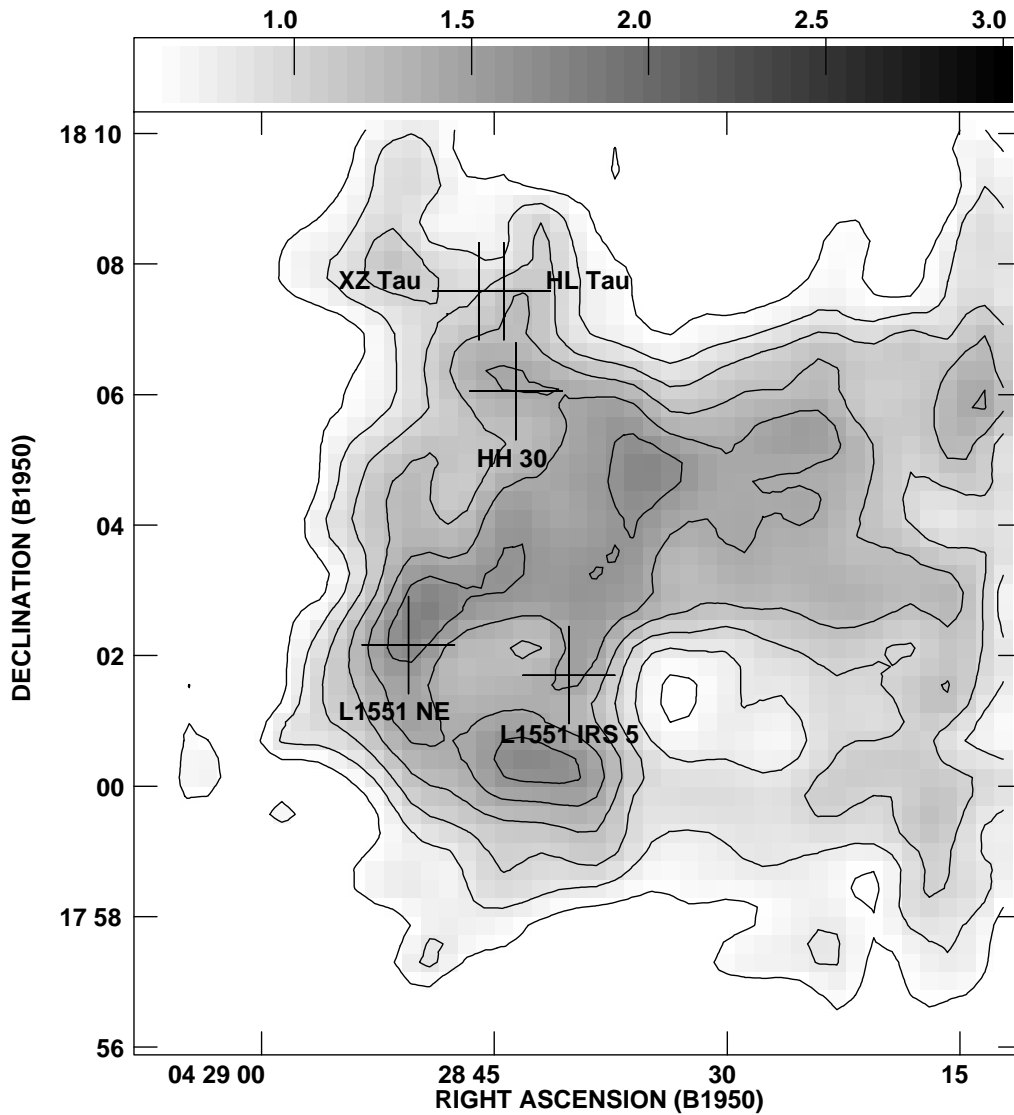 1.0 1.5 2.0 2.5 3.0
18 10
08
XZ Tau HL Tau
06
HH 30
04
02
L1551 NE
L1551 IRS 5
00
17 58
56
DECLINATION (B1950)
04 29 00 28 45 30 15
RIGHT ASCENSION (B1950)